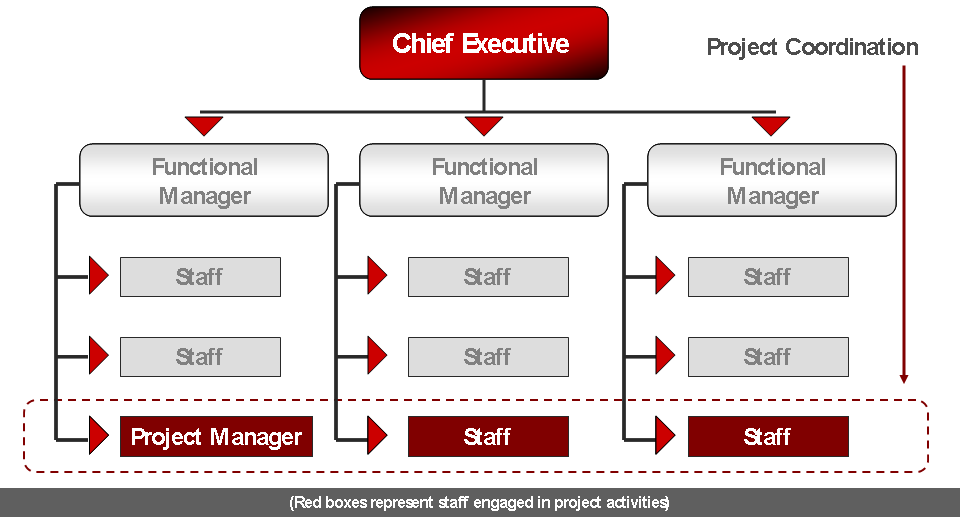 Chief Executive
Project Coordination
Functional
Manager
Functional
Manager
Functional
Manager
Staff
Staff
Staff
Staff
Staff
Staff
Project Manager
Staff
Staff
(Red boxes represent staff engaged in project activities)